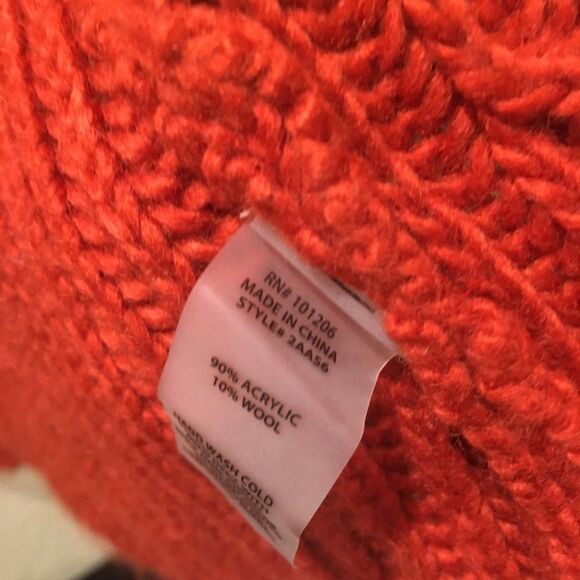 RN# 101206
MADE IN CHINA
STYLE# 2AA56
90% ACRYLIC
10% WOOL
HAND WASH COLD